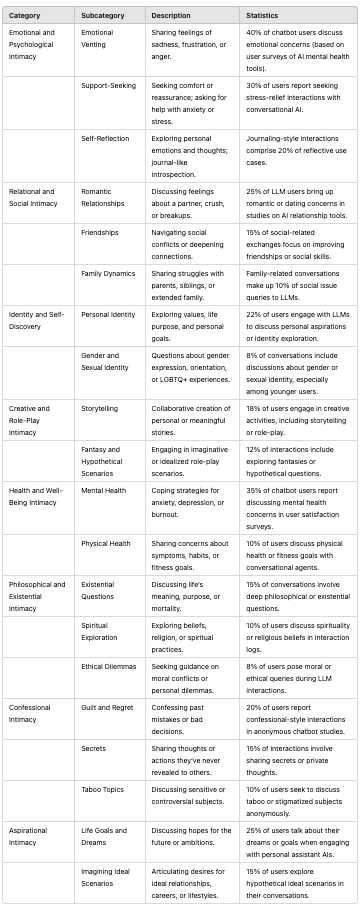 Category Subcategory Description Statistics
Emotional and Emotional Sharing feelings of 40% of chatbot users discuss
Psychological Venting sadness, frustration, or emotional concerns (based on
Intimacy anger. user surveys of AI mental health
tools).
Support-Seeking Seeking comfort or 30% of users report seeking
reassurance; asking for stress-relief interactions with
help with anxiety or conversational AI.
stress.
Self-Reflection Exploring personal Journaling-style interactions
emotions and thoughts; comprise 20% of reflective use
journal-like cases.
introspection.
Relational and Romantic Discussing feelings 25% of LLM users bring up
Social Intimacy Relationships about a partner, crush, romantic or dating concerns in
or breakups. studies on AI relationship tools.
Friendships Navigating social 15% of social-related
conflicts or deepening exchanges focus on improving
connections. friendships or social skills.
Family Dynamics Sharing struggles with Family-related conversations
parents, siblings, or make up 10% of social issue
extended family. queries to LLMs.
Identity and Self- Personal Identity Exploring values, life 22% of users engage with LLMs
Discovery purpose, and personal to discuss personal aspirations
goals. or identity exploration.
Gender and Questions about gender 8% of conversations include
Sexual Identity expression, orientation, discussions about gender or
or LGBTQ+ experiences. sexual identity, especially
among younger users.
Creative and Storytelling Collaborative creation of 18% of users engage in creative
Role-Play personal or meaningful activities, including storytelling
Intimacy stories. or role-play.
Fantasy and Engaging in imaginative 12% of interactions include
Hypothetical or idealized role-play exploring fantasies or
Scenarios scenarios. hypothetical questions.
Health and Well- Mental Health Coping strategies for 35% of chatbot users report
Being Intimacy anxiety, depression, or discussing mental health
burnout. concerns in user satisfaction
surveys.
Physical Health Sharing concerns about 10% of users discuss physical
symptoms, habits, or health or fitness goals with
fitness goals. conversational agents.
Philosophical and Existential Discussing life's 15% of conversations involve
Existential Questions meaning, purpose, or deep philosophical or existential
Intimacy mortality. questions.
Spiritual Exploring beliefs, 10% of users discuss spirituality
Exploration religion, or spiritual or religious beliefs in interaction
practices. logs.
Ethical Dilemmas Seeking guidance on 8% of users pose moral or
moral conflicts or ethical queries during LLM
personal dilemmas. interactions.
Confessional Guilt and Regret Confessing past 20% of users report
Intimacy mistakes or bad confessional-style interactions
decisions. in anonymous chatbot studies.
Secrets Sharing thoughts or 15% of interactions involve
actions they've never sharing secrets or private
revealed to others. thoughts.
Taboo Topics Discussing sensitive or 10% of users seek to discuss
controversial subjects. taboo or stigmatized subjects
anonymously.
Aspirational Life Goals and Discussing hopes for the 25% of users talk about their
Intimacy Dreams future or ambitions. dreams or goals when engaging
with personal assistant AIs.
Imagining Ideal Articulating desires for 15% of users explore
Scenarios ideal relationships, hypothetical ideal scenarios in
careers, or lifestyles. their conversations.